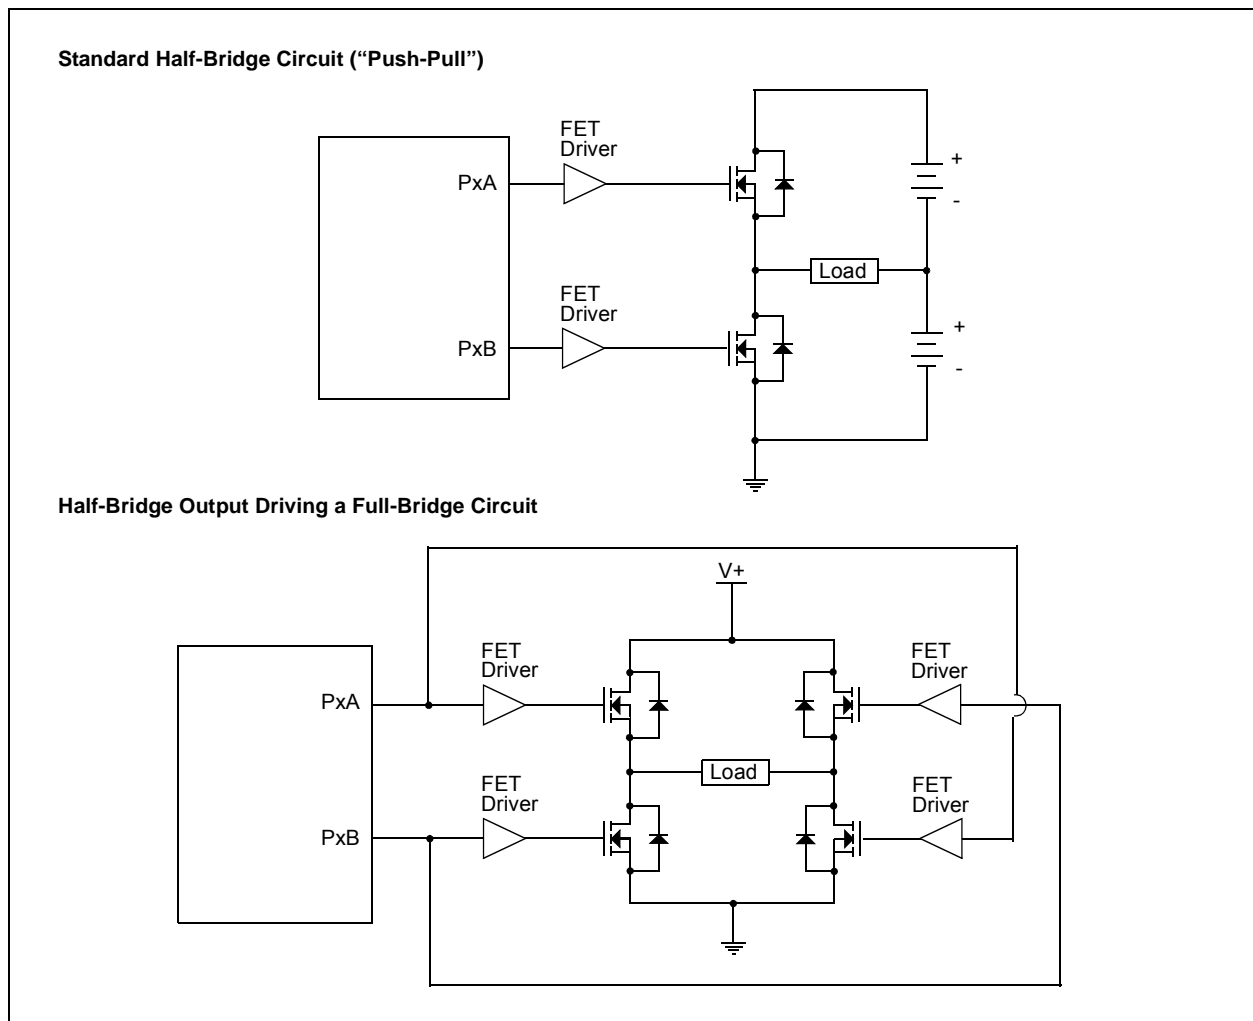 Standard Half-Bridge Circuit (“Push-Pull”)
FET
Driver
PxA
+
-
Load
FET
Driver
PxB
+
-
Half-Bridge Output Driving a Full-Bridge Circuit
V+
FET
Driver
FET
Driver
PxA
Load
FET
Driver
FET
Driver
PxB